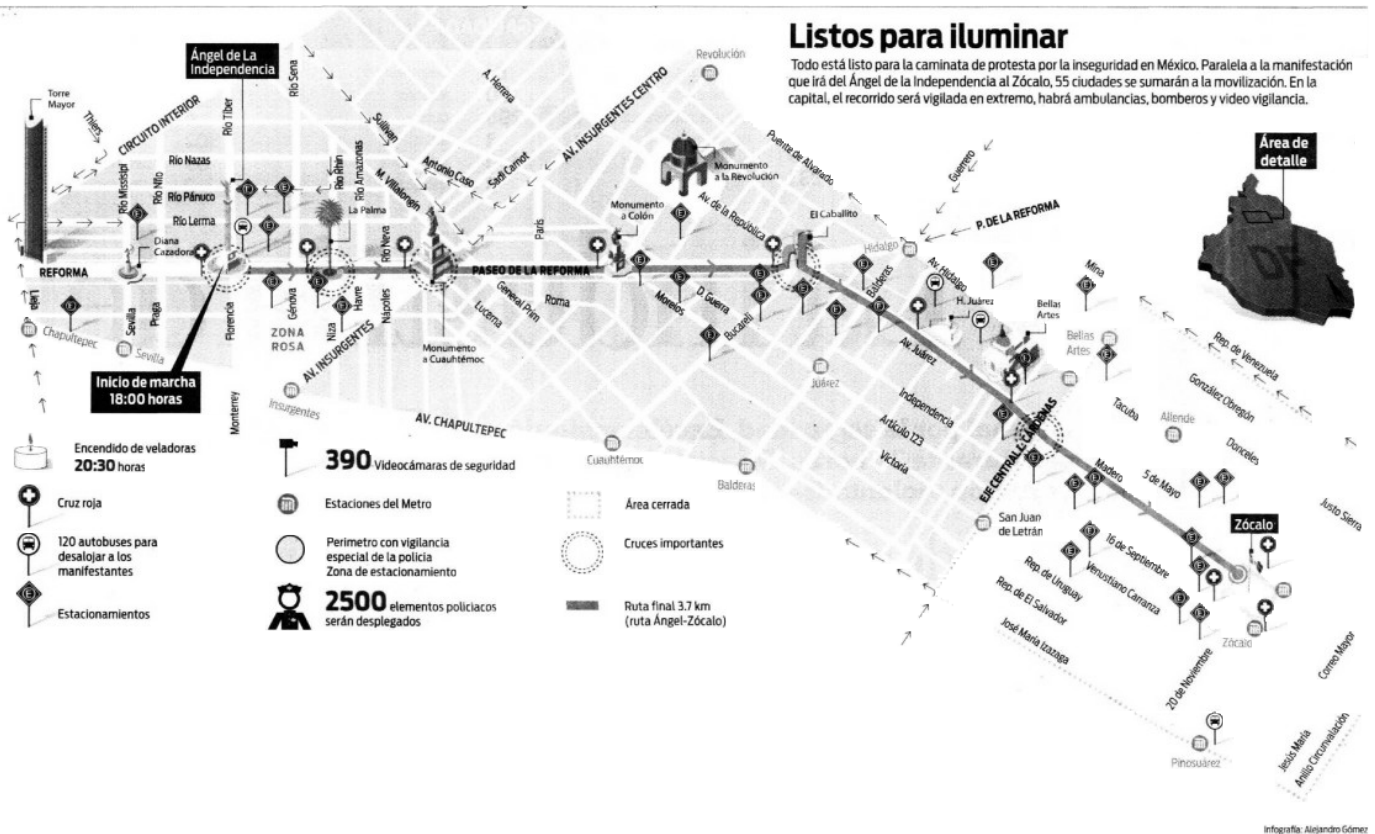 Listos para iluminar
Todo está listo para la caminata de protesta por la inseguridad en México. Paralela a la manifestación
que irá del Ángel de la Independencia al Zócalo, 55 ciudades se sumarán a la movilización. En la
capital, el recorrido será vigilada en extremo, habrá ambulancias, bomberos y video vigilancia.
Área de
detalle
DF
Ángel de La
Independencia
Torre
Mayor
Thiers
CIRCUITO INTERIOR
Río Tíber
Río Sena
Sullivan
A. Herrera
Revolución
AV. INSURGENTES CENTRO
Río Missisipi
Río Nilo
Río Nazas
Río Pánuco
Río Lerma
Río Rhin
Río Amazonas
La Palma
M. Villalongín
Antonio Caso
Sadi Carnot
París
Monumento
a la Revolución
Monumento
a Colón
Av. de la República
Puente de Alvarado
El Caballito
Guerrero
Hidalgo
P. DE LA REFORMA
Diana
Cazadora
Río Neva
REFORMA
PASEO DE LA REFORMA
Lieja
Chapultepec
Sevilla
Sevilla
Praga
Florencia
Génova
ZONA
ROSA
Niza
Havre
Nápoles
AV. INSURGENTES
Insurgentes
Monterrey
Monumento
a Cuauhtémoc
Lucerna
General Prim
Roma
Morelos
D. Guerra
Bucareli
Balderas
Av. Hidalgo
H. Juárez
Bellas
Artes
Mina
Bellas
Artes
Av. Juárez
Juárez
Independencia
Artículo 123
Victoria
EJE CENTRAL L. CÁRDENAS
Rep. de Venezuela
González Obregón
Tacuba
Allende
Donceles
Justo Sierra
Madero
5 de Mayo
Zócalo
16 de Septiembre
Venustiano Carranza
Rep. de Uruguay
Rep. de El Salvador
José María Izazaga
San Juan
de Letrán
Zócalo
20 de Noviembre
Correo Mayor
Pinosuárez
Jesús María
Anillo Circunvalación
AV. CHAPULTEPEC
Cuauhtémoc
Balderas
Inicio de marcha
18:00 horas
Encendido de veladoras
20:30 horas
Cruz roja
120 autobuses para
desalojar a los
manifestantes
Estacionamientos
390 Videocámaras de seguridad
Estaciones del Metro
Perimetro con vigilancia
especial de la policia
Zona de estacionamiento
2500 elementos policiacos
serán desplegados
Área cerrada
Cruces importantes
Ruta final 3.7 km
(ruta Ángel-Zócalo)
Infografía: Alejandro Gómez